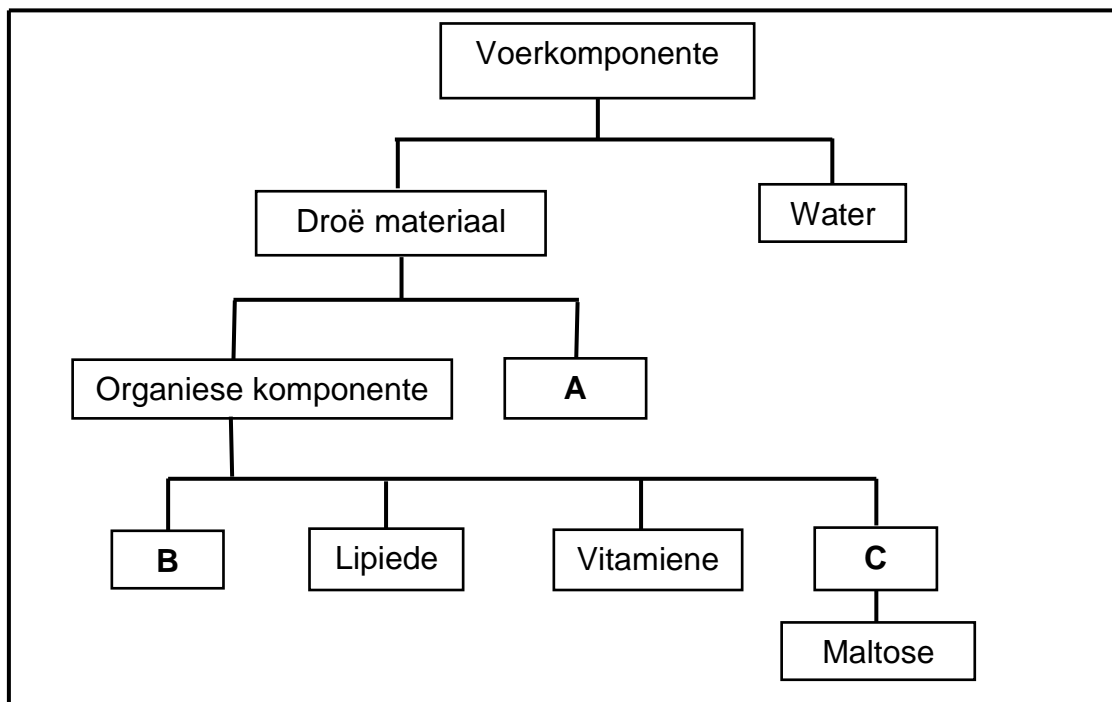 Voerkomponente
Droë materiaal
Water
Organiese komponente
A
B
Lipiede
Vitamiene
C
Maltose